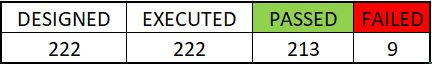 DESIGNED EXECUTED PASSED FAILED
222 222 213 9